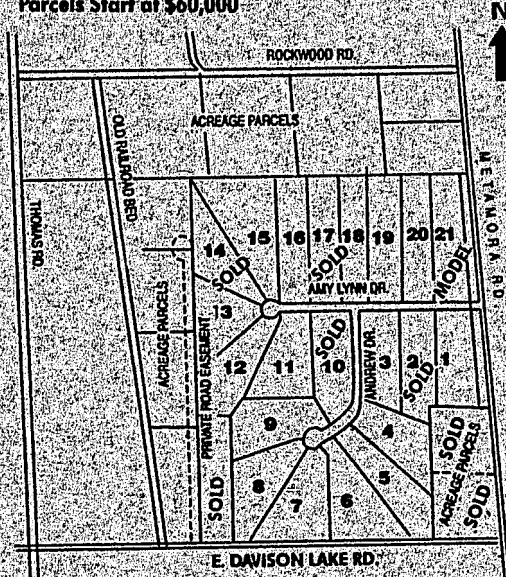 Parcels Start at $60,000
N
ROCKWOOD RD.
ACREAGE PARCELS
OLD RAIL ROAD BED
METAMORA RD
THOMAS RD.
14
15
16
17
18
19
20
21
SOLD
SOLD
MODEL
AMY LYNN DR.
ACREAGE PARCELS
PRIVATE ROAD EASEMENT
13
12
11
10
SOLD
ANDREW DR.
3
2
1
SOLD
9
4
SOLD
ACREAGE PARCELS
SOLD
8
7
6
5
SOLD
E. DAVISON LAKE RD.